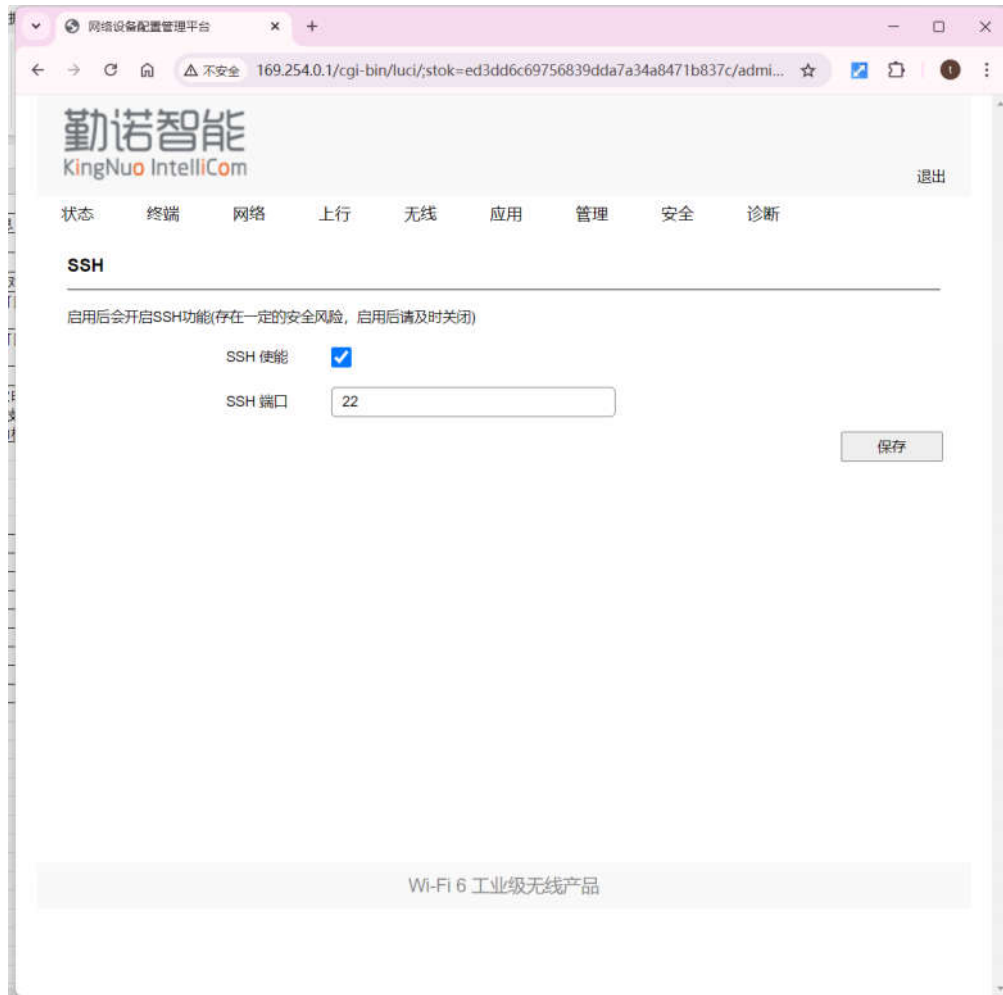 网络设备配置管理平台
不安全 169.254.0.1/cgi-bin/luci/;stok=ed3dd6c69756839dda7a34a8471b837c/admi...
勤诺智能
KingNuo IntelliCom
退出
状态 终端 网络 上行 无线 应用 管理 安全 诊断
SSH
启用后会开启SSH功能(存在一定的安全风险，启用后请及时关闭)
SSH 使能
SSH 端口 22
保存
Wi-Fi 6 工业级无线产品